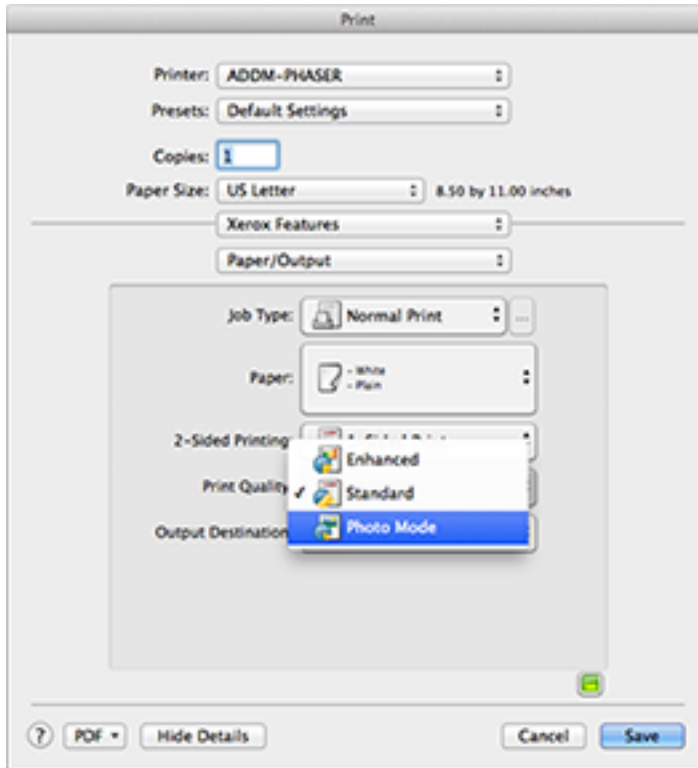 Print
Printer: ADDM-PHASER
Presets: Default Settings
Copies: 1
Paper Size: US Letter 8.50 by 11.00 inches
Xerox Features
Paper/Output
Job Type: Normal Print ...
Paper: - White
- Plain
2-Sided Printing:
Enhanced
Print Quality ✓ Standard
Output Destination Photo Mode
? PDF Hide Details Cancel Save